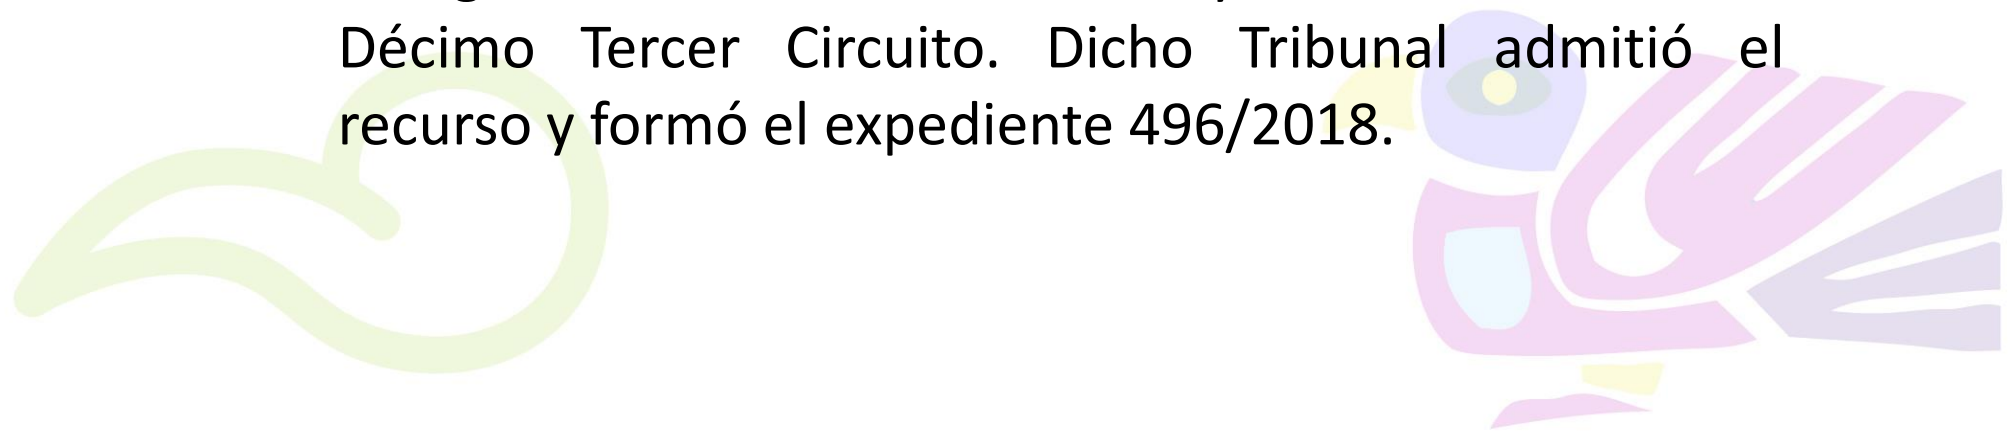 Décimo Tercer Circuito. Dicho Tribunal admitió el
recurso y formó el expediente 496/2018.